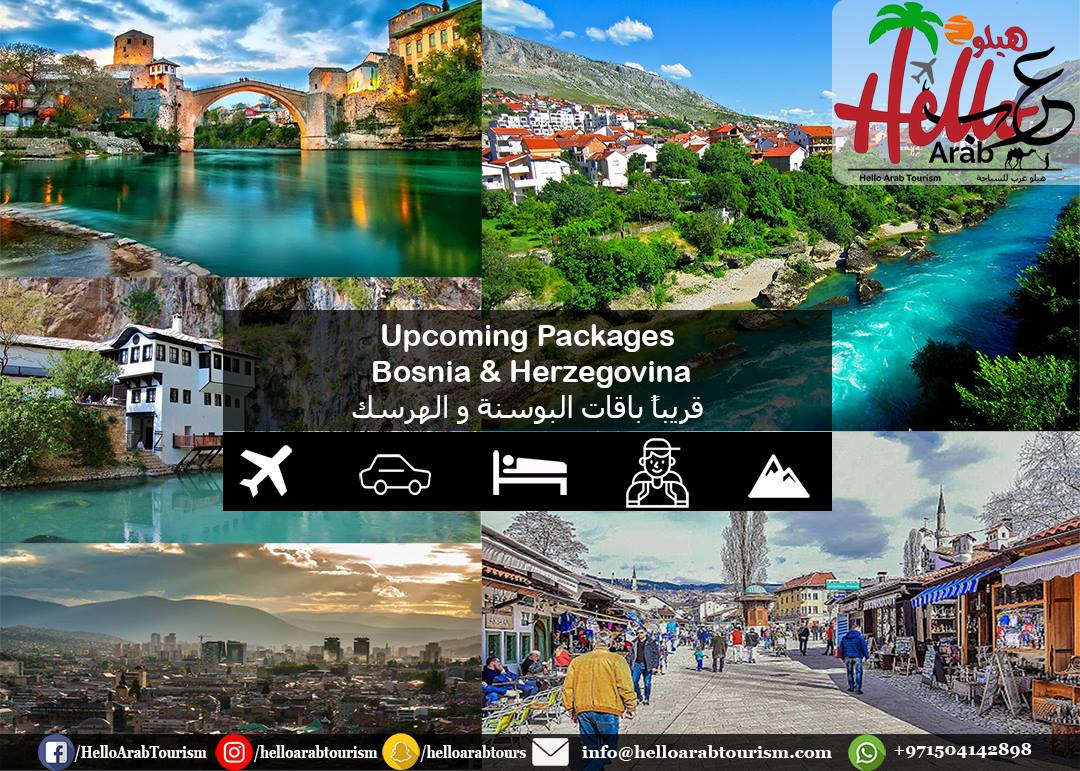 هيلو
عرب
Hello
Arab
Hello Arab Tourism هيلو عرب للسياحة
Upcoming Packages
Bosnia & Herzegovina
قريباً باقات البوسنة و الهرسك
/HelloArabTourism /helloarabtourism /helloarabtours info@helloarabtourism.com +971504142898